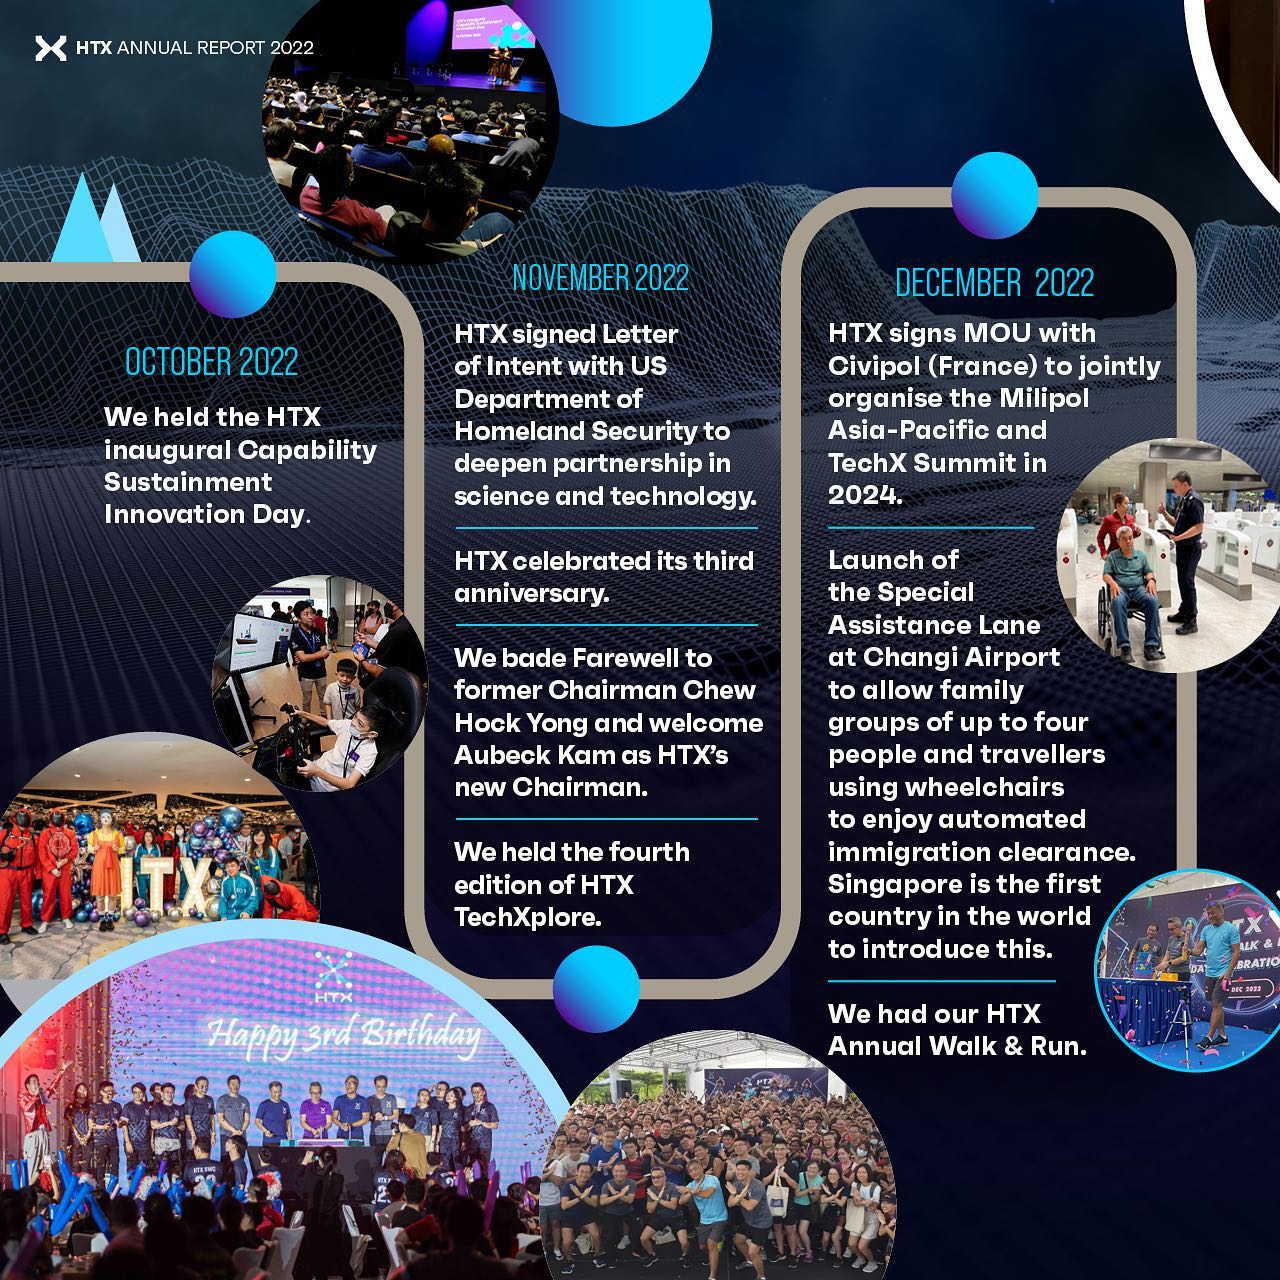 HTX ANNUAL REPORT 2022
OCTOBER 2022
We held the HTX
inaugural Capability
Sustainment
Innovation Day.
NOVEMBER 2022
HTX signed Letter
of Intent with US
Department of
Homeland Security to
deepen partnership in
science and technology.
HTX celebrated its third
anniversary.
We bade Farewell to
former Chairman Chew
Hock Yong and welcome
Aubeck Kam as HTX’s
new Chairman.
We held the fourth
edition of HTX
TechXplore.
DECEMBER 2022
HTX signs MOU with
Civipol (France) to jointly
organise the Milipol
Asia-Pacific and
TechX Summit in
2024.
Launch of
the Special
Assistance Lane
at Changi Airport
to allow family
groups of up to four
people and travellers
using wheelchairs
to enjoy automated
immigration clearance.
Singapore is the first
country in the world
to introduce this.
We had our HTX
Annual Walk & Run.
HTX
HTX
Happy 3rd Birthday
HTX SWC
HTX
DEC 2022